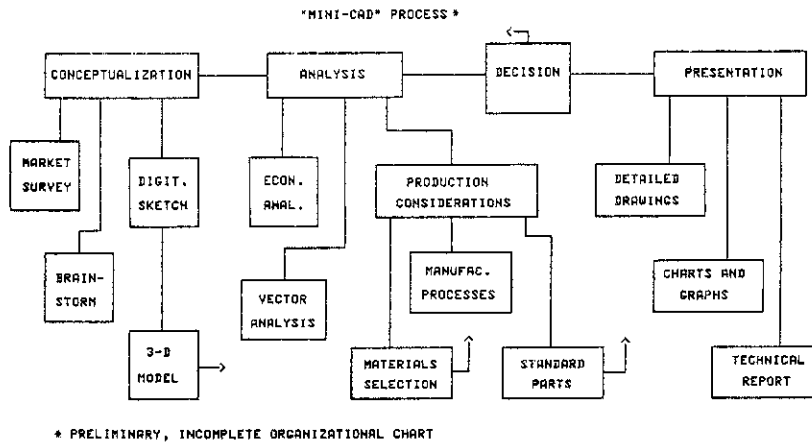 "MINI-CAD" PROCESS *
CONCEPTUALIZATION
ANALYSIS
DECISION
PRESENTATION
MARKET
SURVEY
DIGIT.
SKETCH
ECON.
ANAL.
PRODUCTION
CONSIDERATIONS
DETAILED
DRAWINGS
BRAIN-
STORM
VECTOR
ANALYSIS
MANUFAC.
PROCESSES
CHARTS AND
GRAPHS
3-D
MODEL
MATERIALS
SELECTION
STANDARD
PARTS
TECHNICAL
REPORT
* PRELIMINARY, INCOMPLETE ORGANIZATIONAL CHART